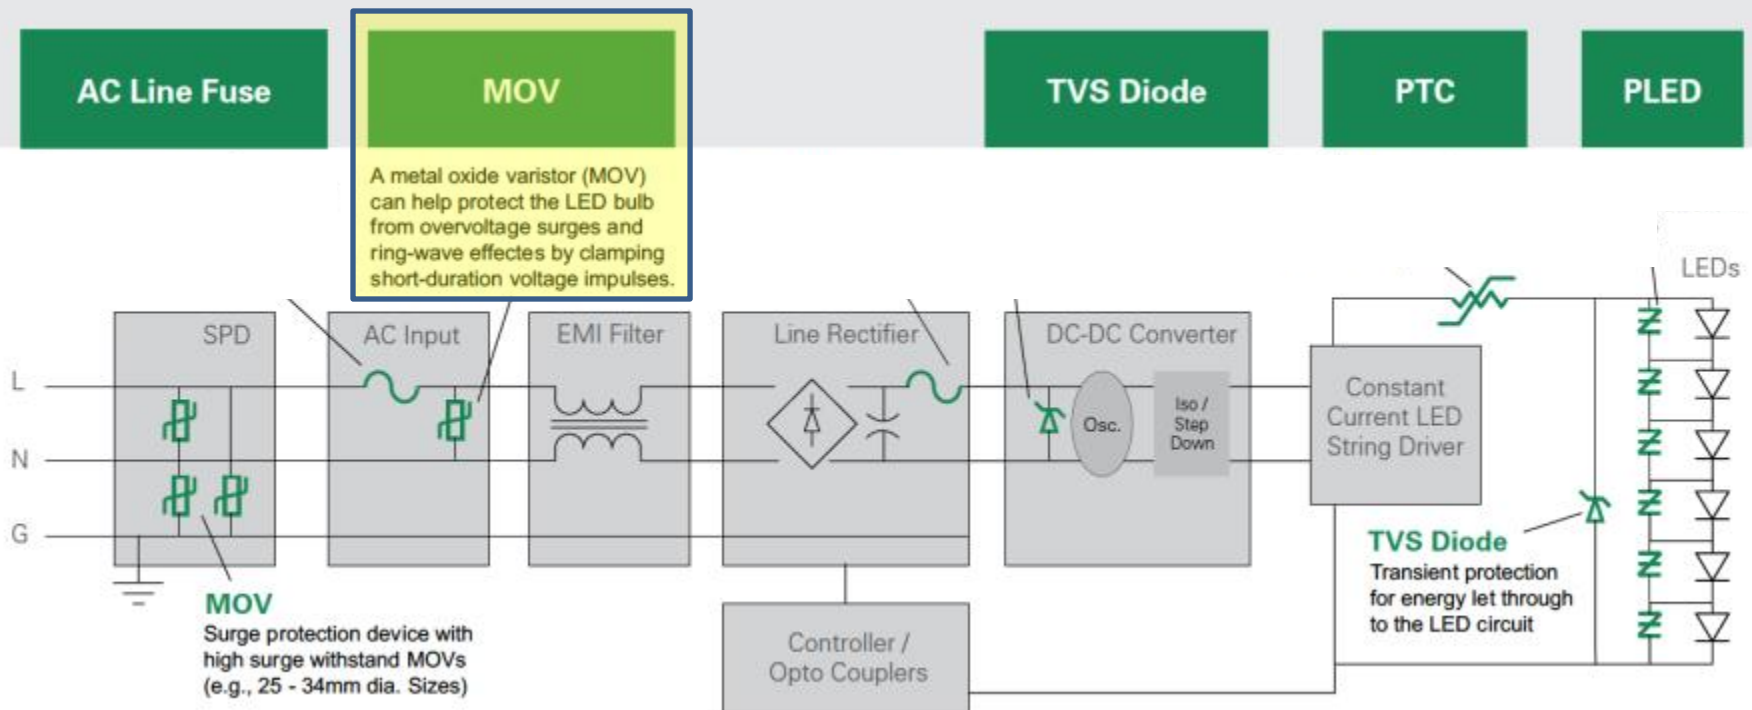 AC Line Fuse
MOV
TVS Diode
PTC
PLED
A metal oxide varistor (MOV)
can help protect the LED bulb
from overvoltage surges and
ring-wave effectes by clamping
short-duration voltage impulses.
LEDs
SPD
AC Input
EMI Filter
Line Rectifier
DC-DC Converter
L
N
G
Osc.
Iso /
Step
Down
Constant
Current LED
String Driver
MOV
Surge protection device with
high surge withstand MOVs
(e.g., 25 - 34mm dia. Sizes)
Controller /
Opto Couplers
TVS Diode
Transient protection
for energy let through
to the LED circuit